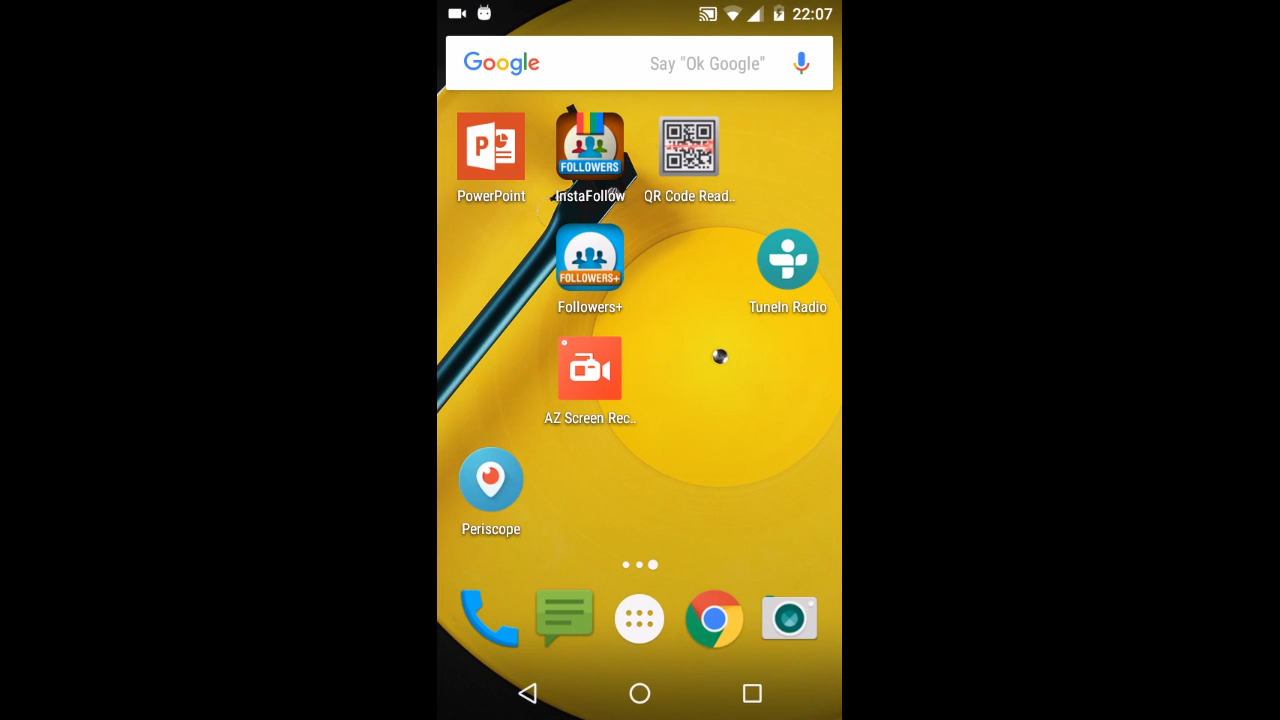 22:07
Google Say "Ok Google"
P
FOLLOWERS
PowerPoint InstaFollow QR Code Read..
FOLLOWERS+
Followers+ TuneIn Radio
AZ Screen Rec..
Periscope